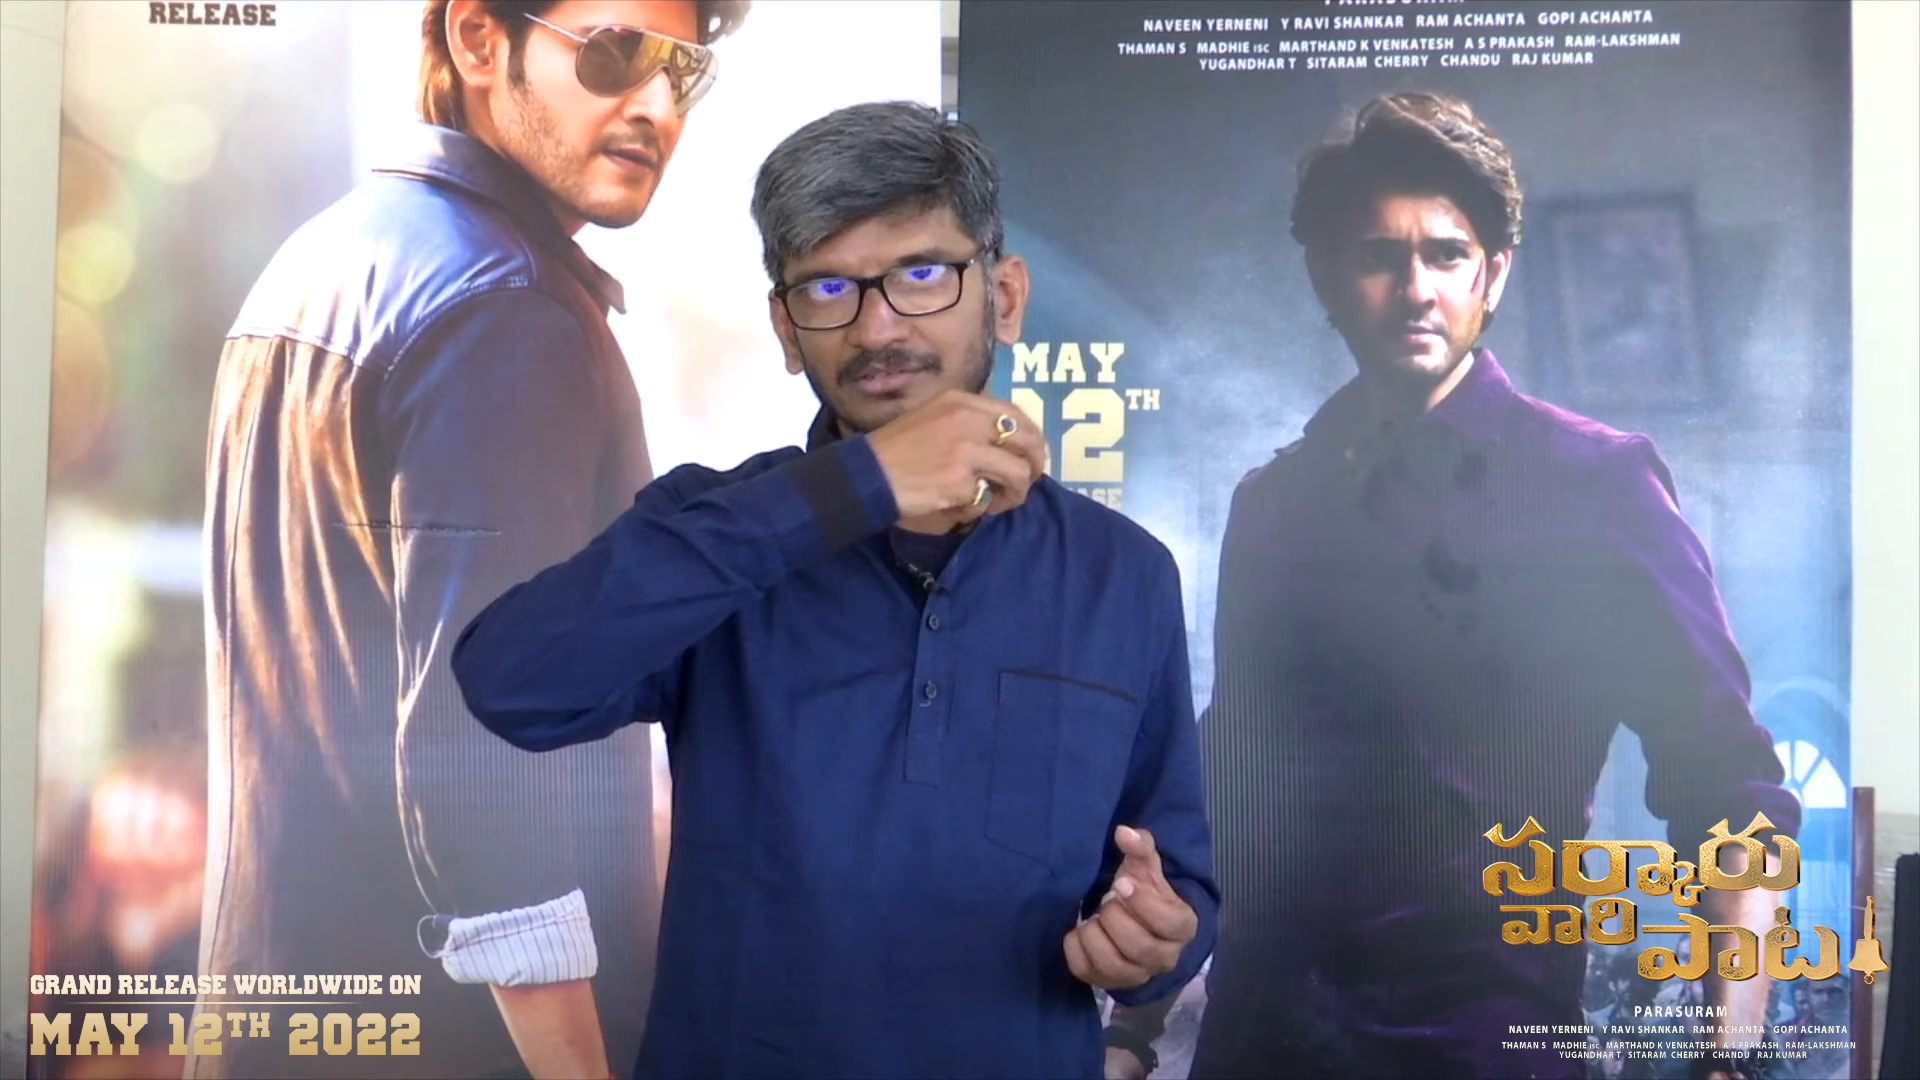 RELEASE
NAVEEN YERNENI Y RAVI SHANKAR RAM ACHANTA GOPI ACHANTA
THAMAN S MADHIE ISC MARTHAND K VENKATESH A S PRAKASH RAM-LAKSHMAN
YUGANDHAR T SITARAM CHERRY CHANDU RAJ KUMAR
MAY
12TH
GRAND RELEASE WORLDWIDE ON
MAY 12TH 2022
సర్కారు
వారి పాట
PARASURAM
NAVEEN YERNENI Y RAVI SHANKAR RAM ACHANTA GOPI ACHANTA
THAMAN S MADHIE ISC MARTHAND K VENKATESH A S PRAKASH RAM-LAKSHMAN
YUGANDHAR T SITARAM CHERRY CHANDU RAJ KUMAR